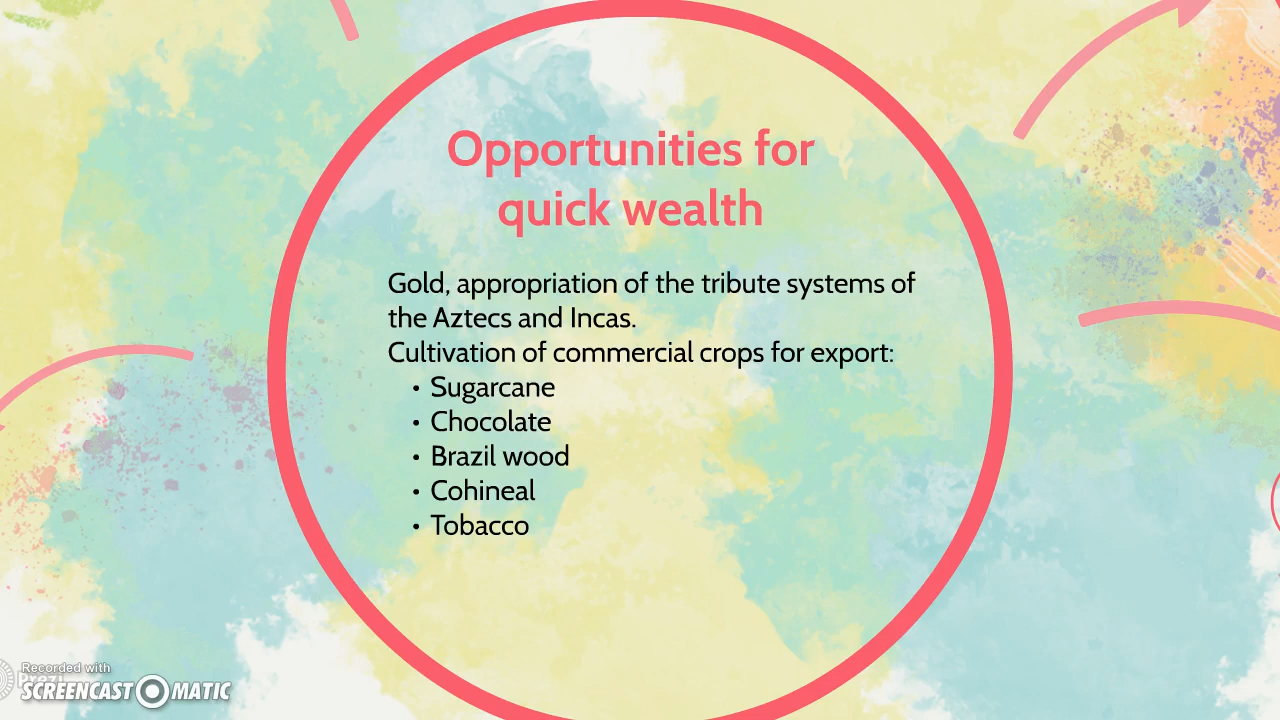 Opportunities for
quick wealth
Gold, appropriation of the tribute systems of
the Aztecs and Incas.
Cultivation of commercial crops for export:
• Sugarcane
• Chocolate
• Brazil wood
• Cohineal
• Tobacco
Recorded with
Prezi
SCREENCAST MATIC